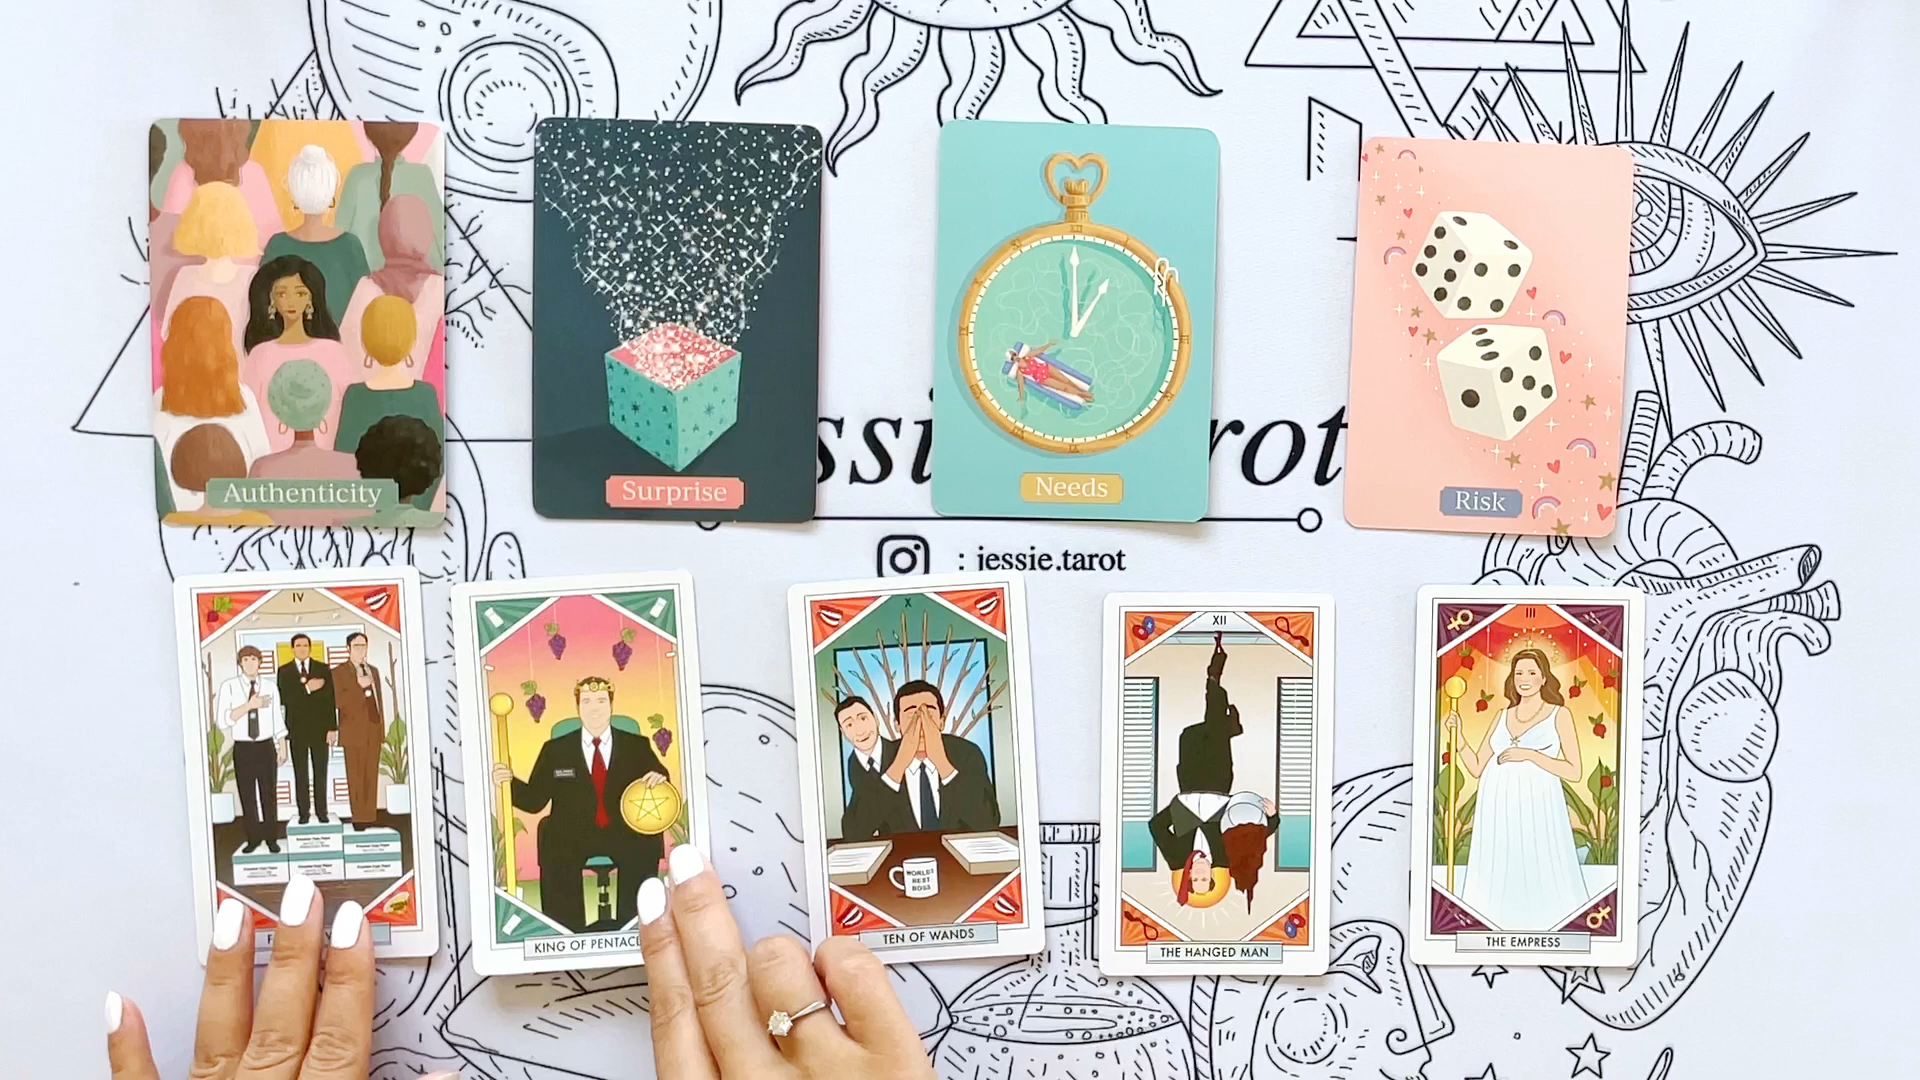 Authenticity
Surprise
Needs
Risk
: jessie.tarot
IV
KING OF PENTACL
X
WORLD'S
BEST
BOSS
TEN OF WANDS
XII
THE HANGED MAN
III
THE EMPRESS